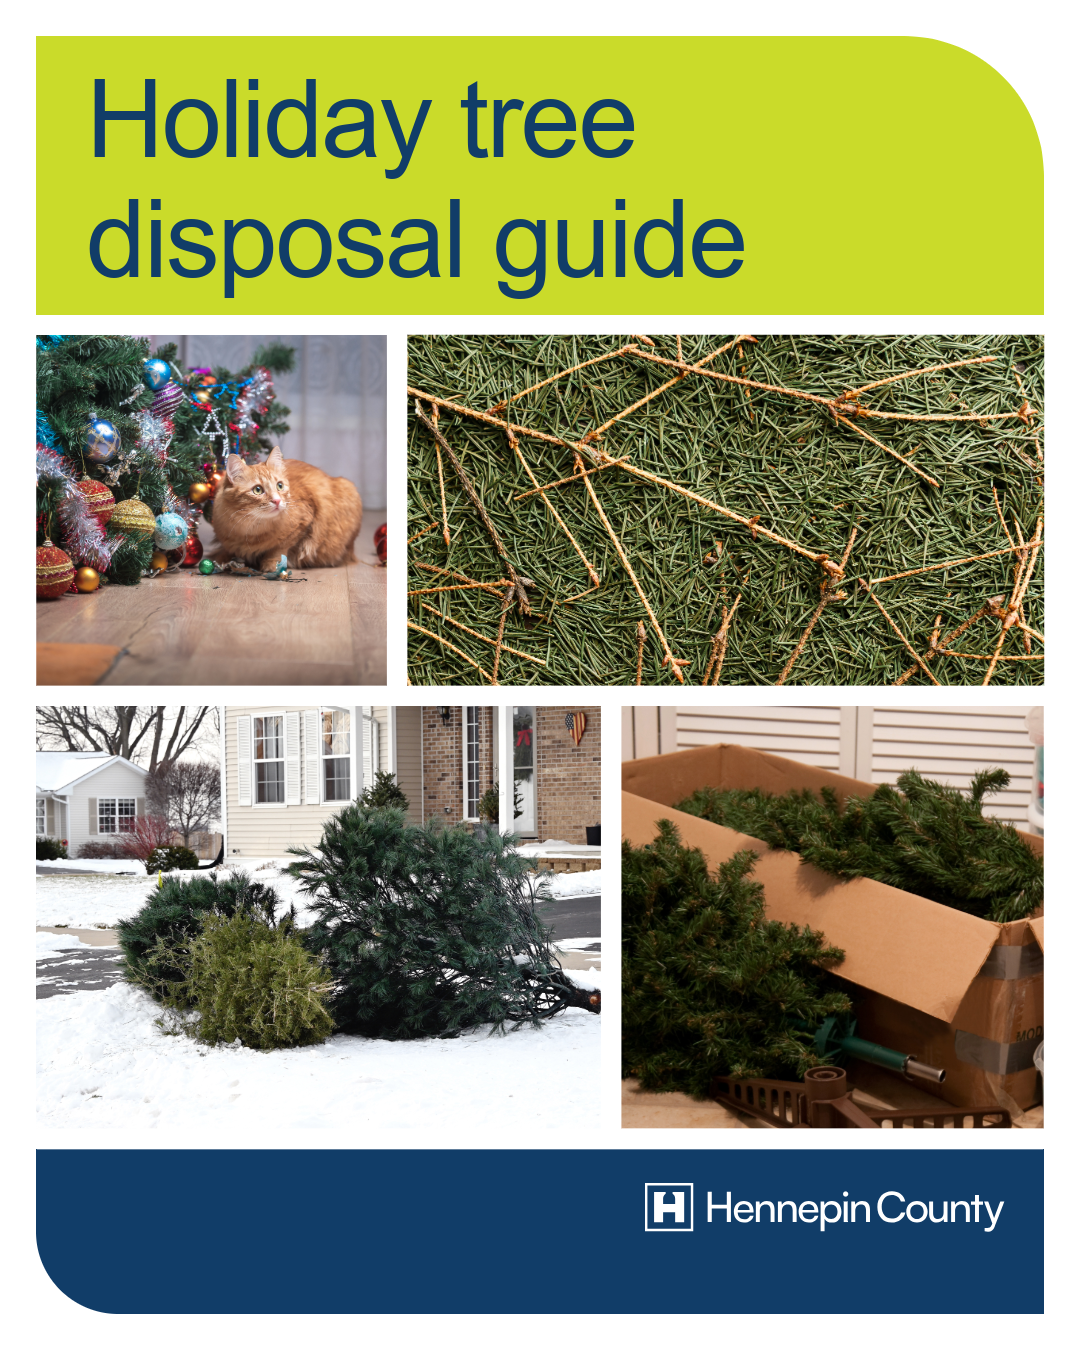 Holiday tree
disposal guide
Hennepin County